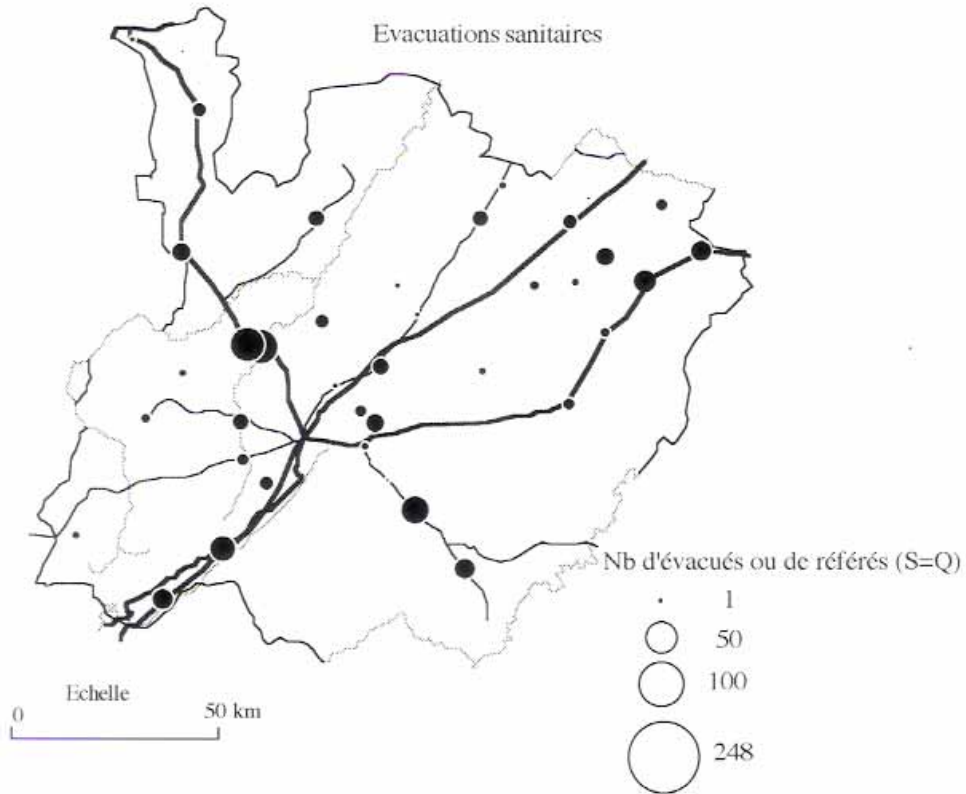 Evacuations sanitaires
Nb d'évacués ou de référés (S=Q)
1
50
100
248
Echelle
0 50 km